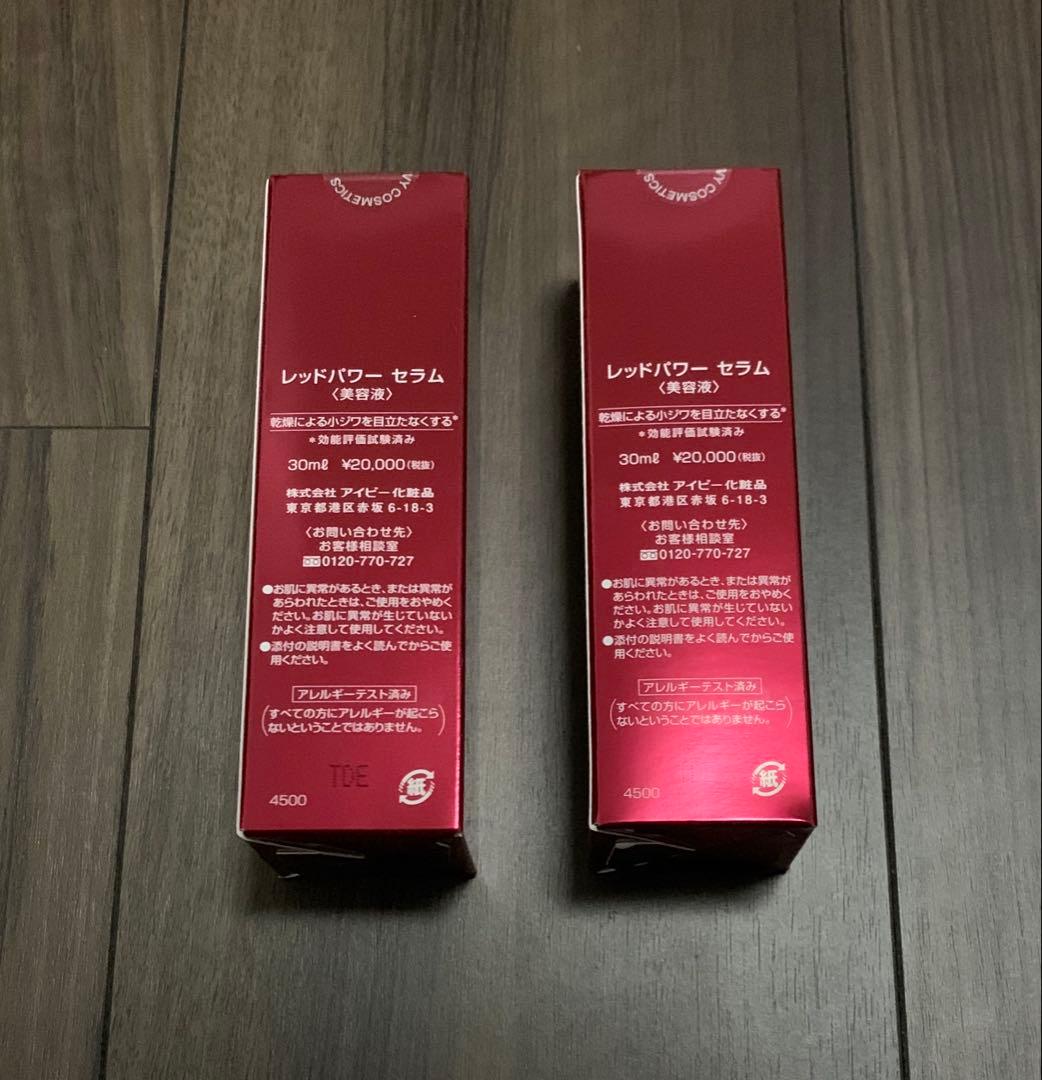 IVY COSMETICS
レッドパワー セラム
〈美容液〉
乾燥による小ジワを目立たなくする*
*効能評価試験済み
30mℓ ¥20,000(税抜)
株式会社 アイビー化粧品
東京都港区赤坂 6-18-3
〈お問い合わせ先〉
お客様相談室
0120-770-727
●お肌に異常があるとき、または異常が
あらわれたときは、ご使用をおやめく
ださい。お肌に異常が生じていない
かよく注意して使用してください。
●添付の説明書をよく読んでからご使
用ください。
アレルギーテスト済み
(すべての方にアレルギーが起こら
ないということではありません。)
TDE
紙
4500
IVY COSMETICS
レッドパワー セラム
〈美容液〉
乾燥による小ジワを目立たなくする*
*効能評価試験済み
30mℓ ¥20,000(税抜)
株式会社 アイビー化粧品
東京都港区赤坂 6-18-3
〈お問い合わせ先〉
お客様相談室
0120-770-727
●お肌に異常があるとき、または異常が
あらわれたときは、ご使用をおやめく
ださい。お肌に異常が生じていない
かよく注意して使用してください。
●添付の説明書をよく読んでからご使
用ください。
アレルギーテスト済み
(すべての方にアレルギーが起こら
ないということではありません。)
紙
4500